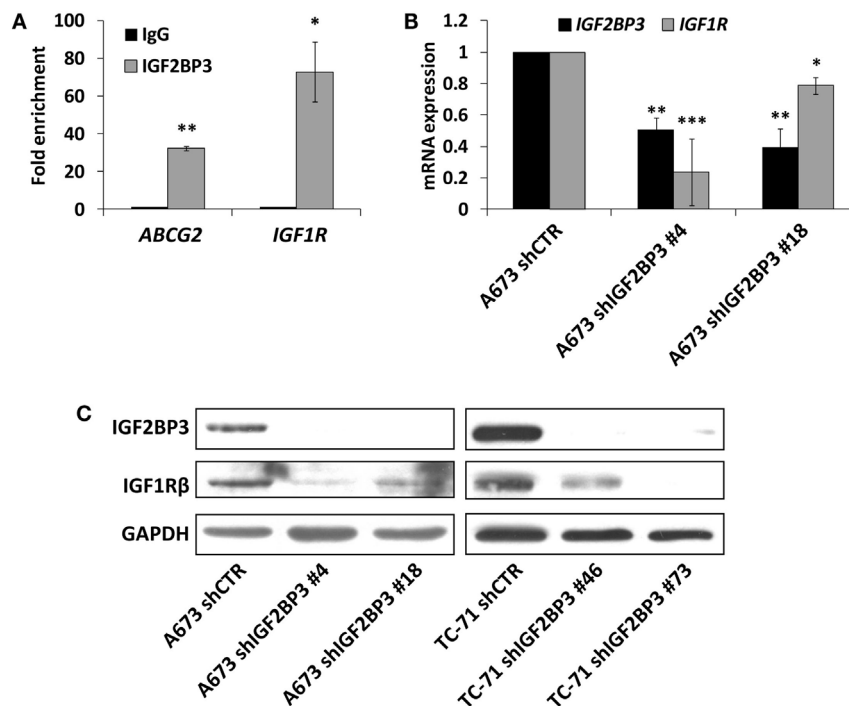 A
Fold enrichment
100
80
60
40
20
0
IgG
IGF2BP3
**
*
ABCG2
IGF1R
B
mRNA expression
1.2
1
0.8
0.6
0.4
0.2
0
IGF2BP3
IGF1R
**
***
**
*
A673 shCTR
A673 shIGF2BP3 #4
A673 shIGF2BP3 #18
C
IGF2BP3
IGF1Rβ
GAPDH
A673 shCTR
A673 shIGF2BP3 #4
A673 shIGF2BP3 #18
TC-71 shCTR
TC-71 shIGF2BP3 #46
TC-71 shIGF2BP3 #73